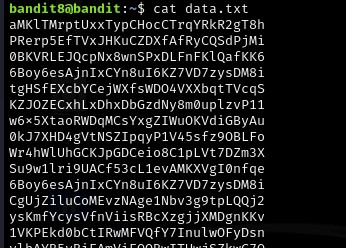 bandit8@bandit:~$ cat data.txt
aMKlTMrptUxxTypCHocCTrqYRkR2gT8h
PRerp5EfTVxJHKuCZDXfAfRyCQSdPjMi
0BKVRLEJQcpNx8wnSPxDLFnFKlQafKK6
6Boy6esAjnIxCYn8uI6KZ7VD7zysDM8i
tgHSfEXcbYCejWXfsWDO4VXXbqtTVcqS
KZJOZECxhLxDhxDbGzdNy8m0uplzvP11
w6x5XtaoRWDqMCsYxgZIWuOKVdiGByAu
0kJ7XHD4gVtNSZIpqyP1V45sfz9OBLFo
Wr4hWlUhGCKJpGDCeio8C1pLVt7DZm3X
Su9w1lri9UACf53cL1evAMKXVgI0nfqe
6Boy6esAjnIxCYn8uI6KZ7VD7zysDM8i
CgUjZiluCoMEvzNAge1Nbv3g9tpLQQj2
ysKmfYcysVfnViisRBcXzgjjXMDgnKKv
1VKPEkd0bCtIRwMFVQfY7InulwOFyDsn